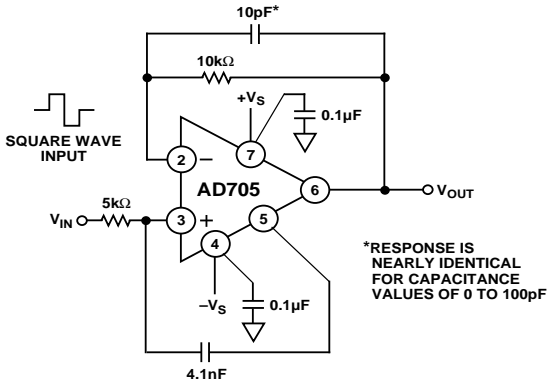 10pF*
10kΩ
+VS
0.1µF
SQUARE WAVE
INPUT
2
–
7
AD705
6
VOUT
5kΩ
VIN
3
+
5
4
*RESPONSE IS
NEARLY IDENTICAL
FOR CAPACITANCE
VALUES OF 0 TO 100pF
–VS
0.1µF
4.1nF